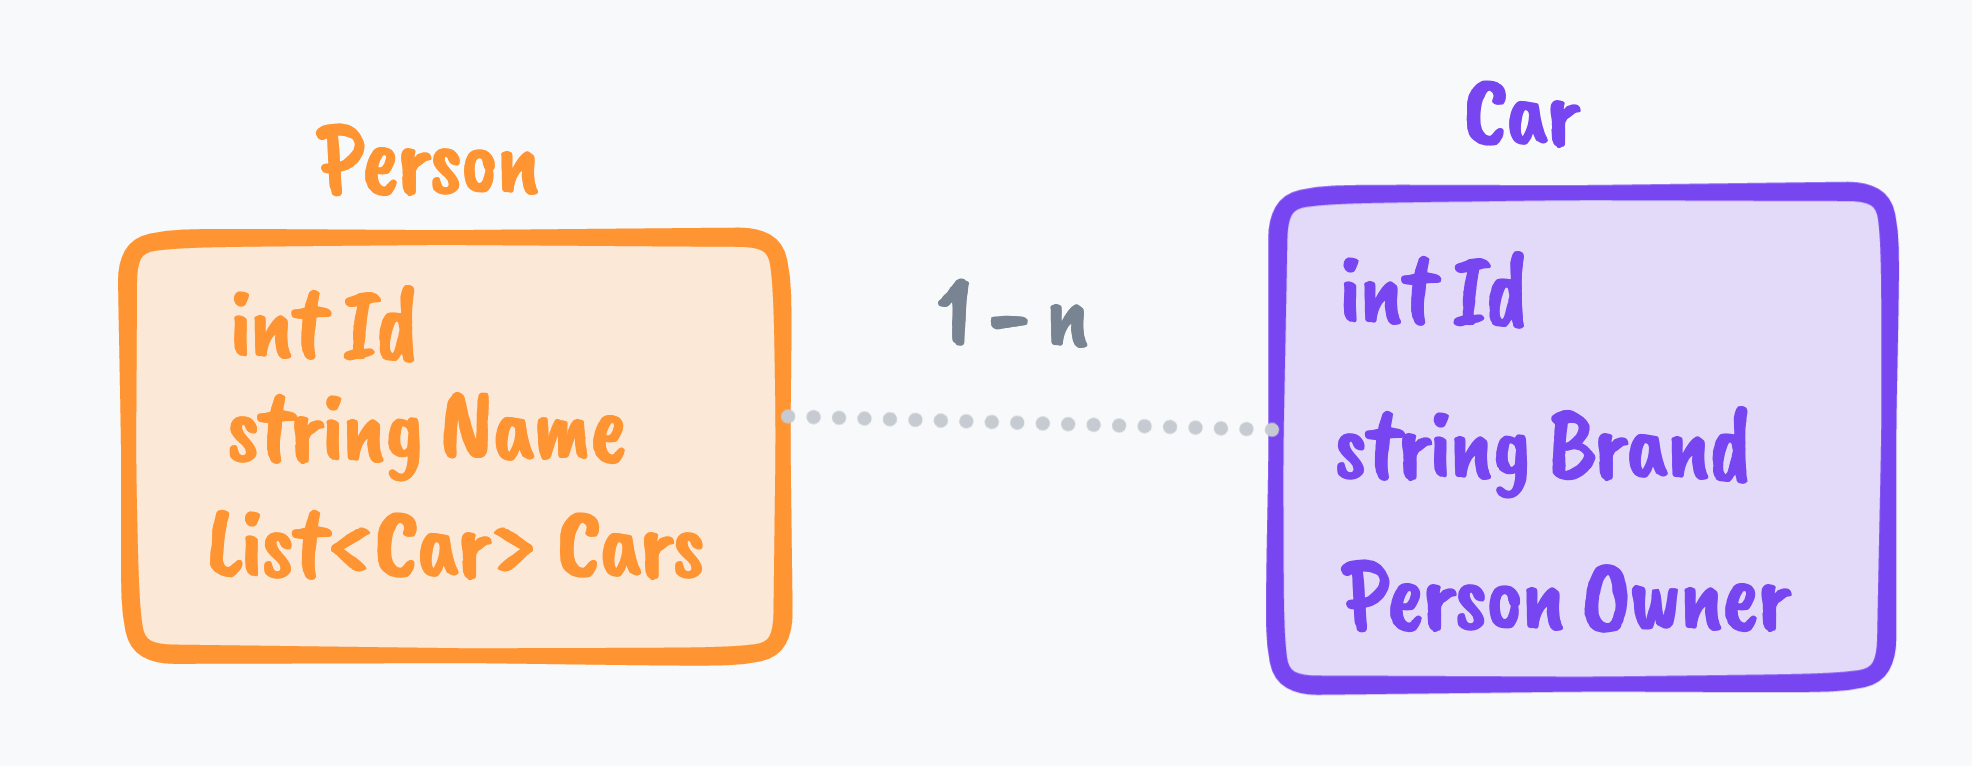 Person
int Id
string Name
List<Car> Cars
1 - n
Car
int Id
string Brand
Person Owner